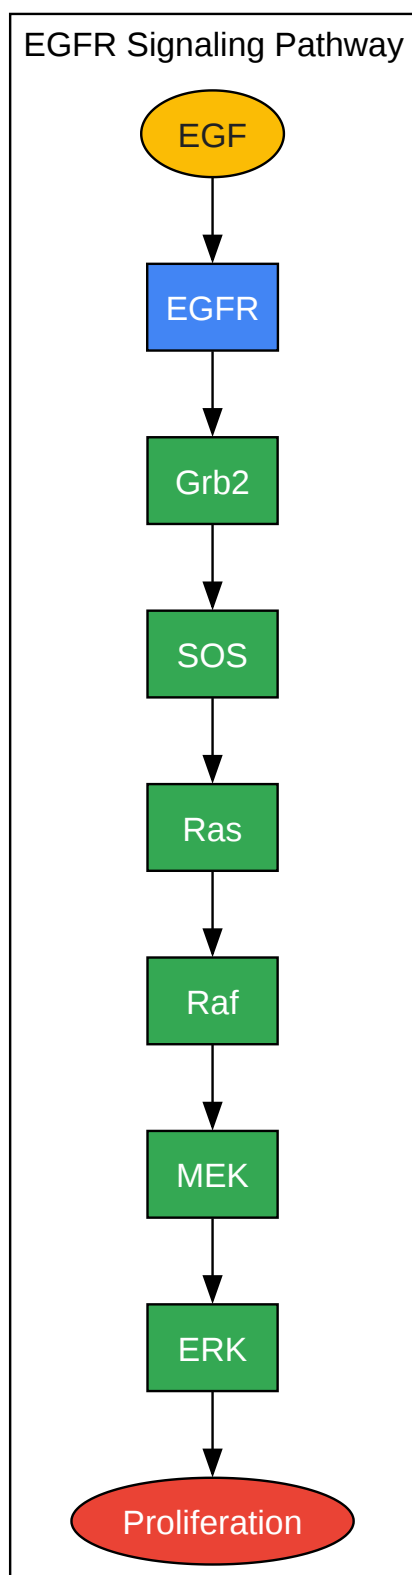 EGFR Signaling Pathway
EGF
EGFR
Grb2
SOS
Ras
Raf
MEK
ERK
Proliferation